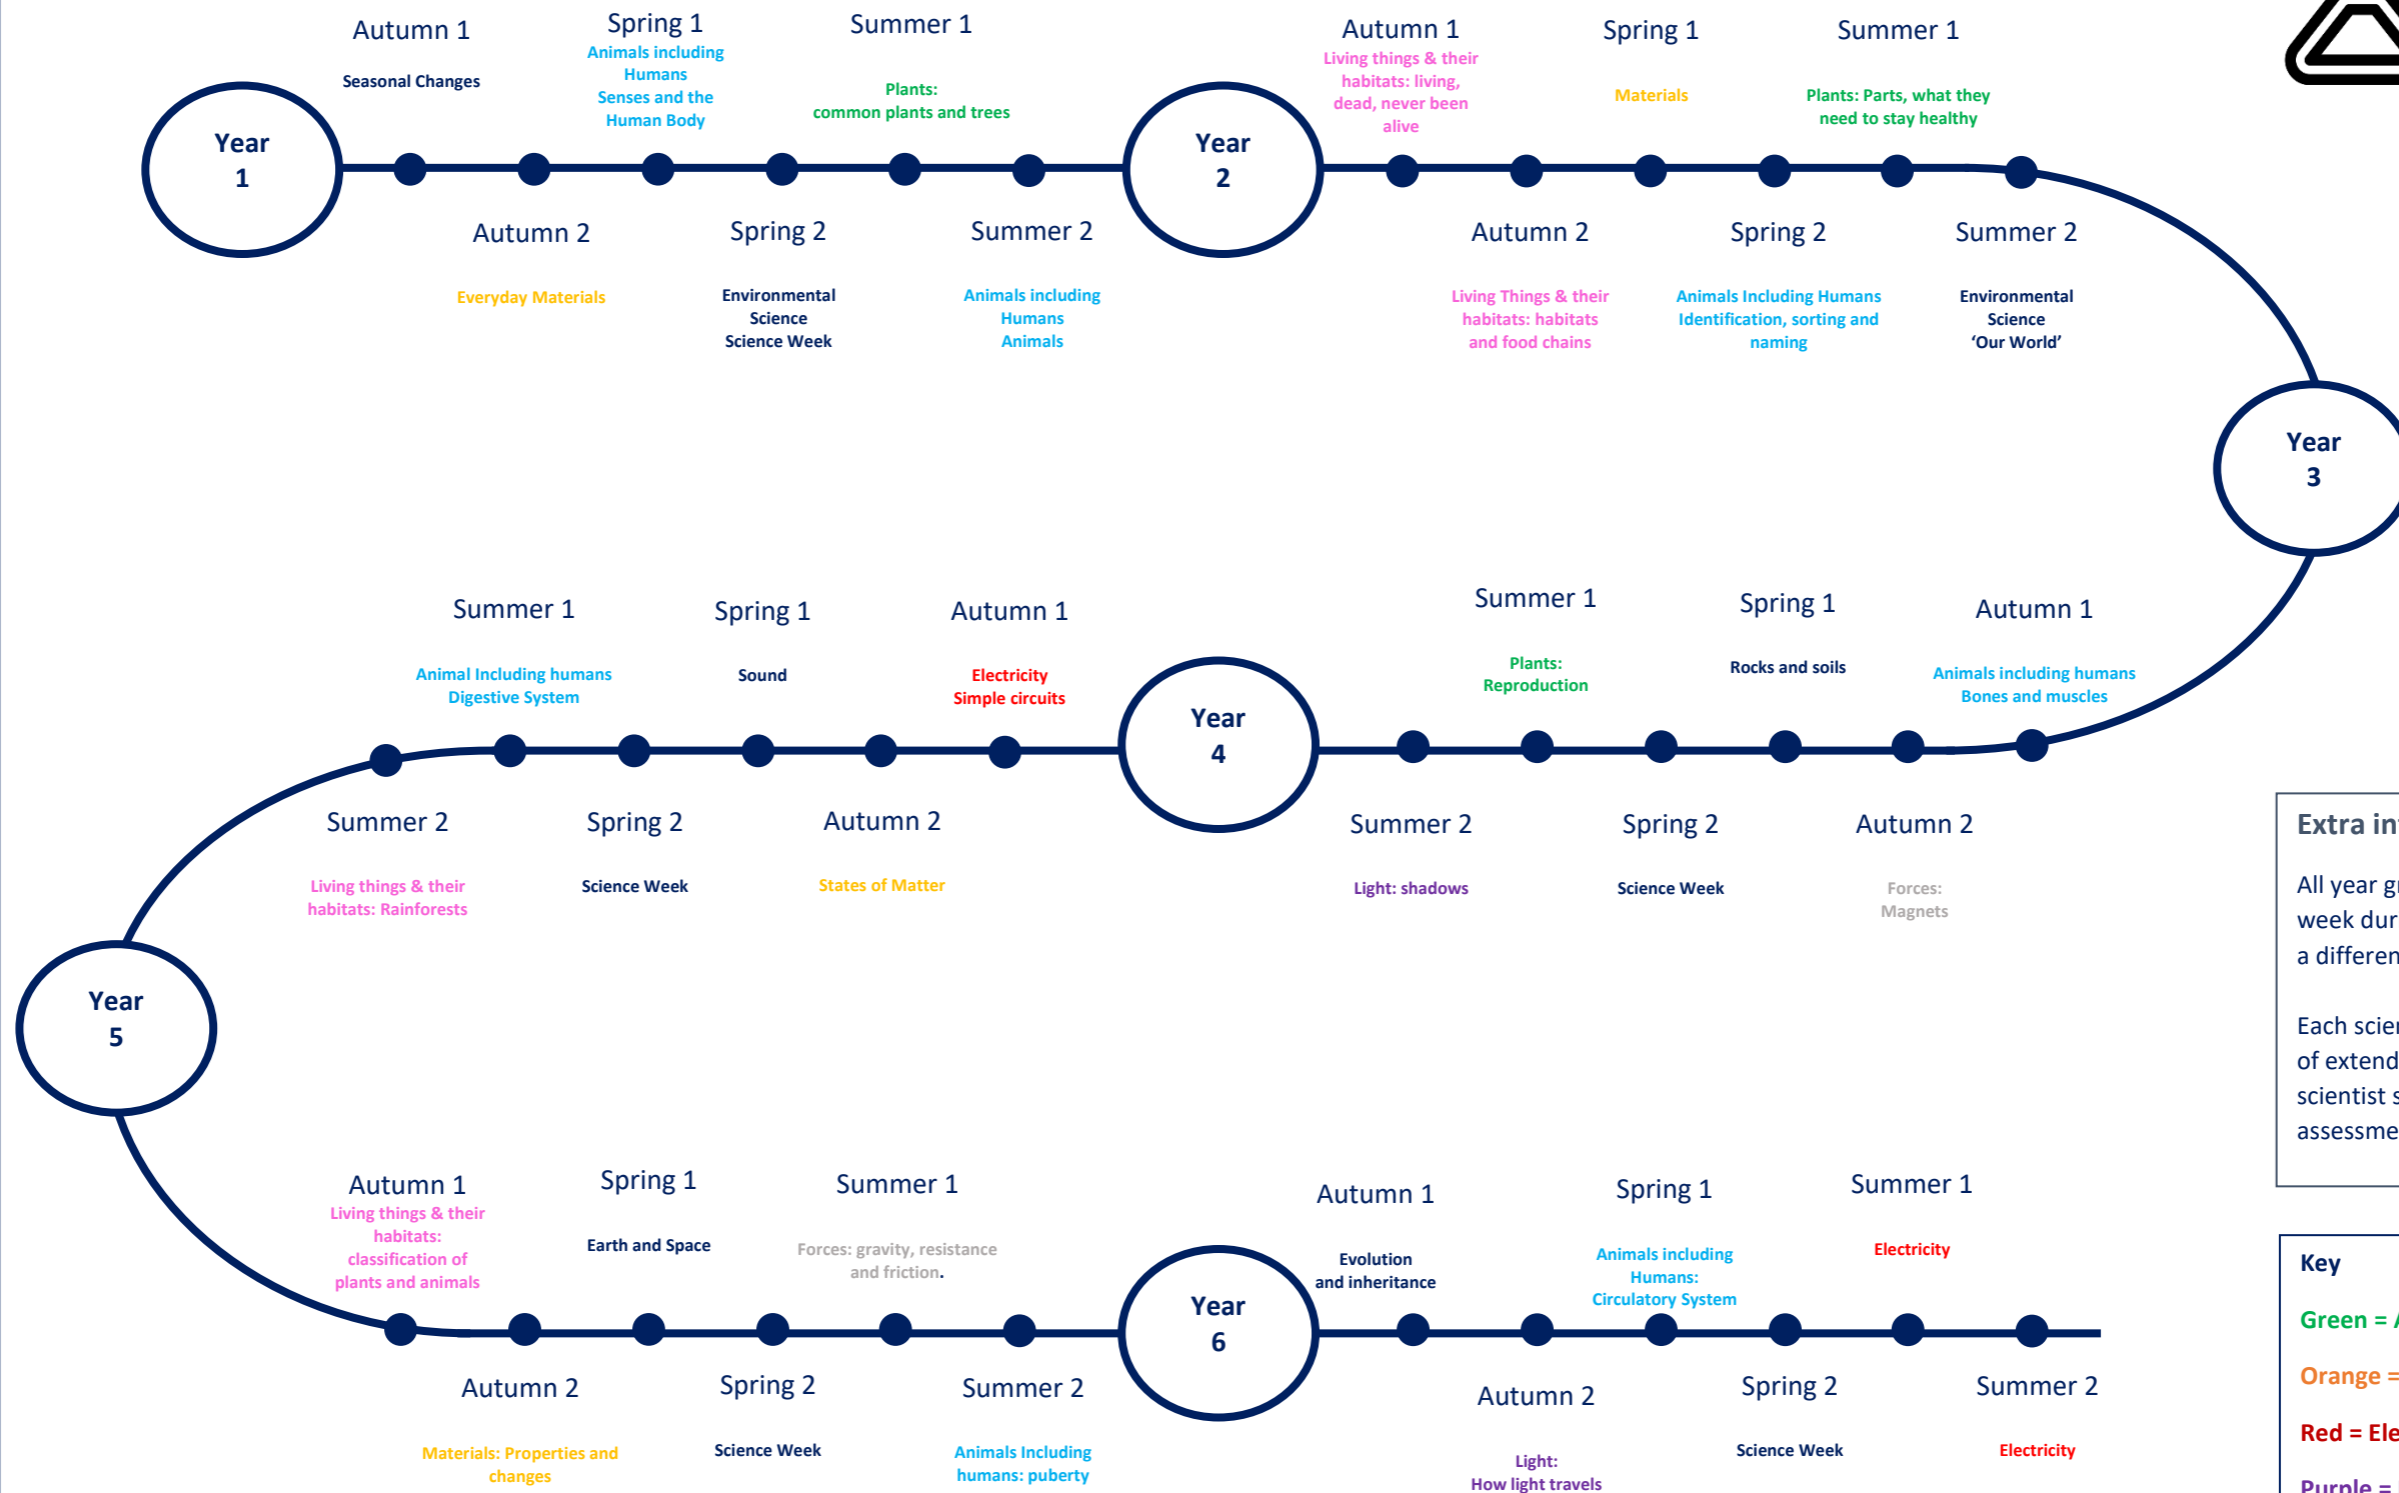 Autumn 1
Seasonal Changes
Spring 1
Animals including
Humans
Senses and the
Human Body
Summer 1
Plants:
common plants and trees
Year
1
Autumn 2
Everyday Materials
Spring 2
Environmental
Science
Science Week
Summer 2
Animals including
Humans
Animals
Year
2
Autumn 1
Living things & their
habitats: living,
dead, never been
alive
Spring 1
Materials
Summer 1
Plants: Parts, what they
need to stay healthy
Autumn 2
Living Things & their
habitats: habitats
and food chains
Spring 2
Animals Including Humans
Identification, sorting and
naming
Summer 2
Environmental
Science
‘Our World’
Year
3
Autumn 1
Animals including humans
Bones and muscles
Autumn 2
Forces:
Magnets
Spring 1
Rocks and soils
Spring 2
Science Week
Summer 1
Plants:
Reproduction
Summer 2
Light: shadows
Year
4
Autumn 1
Electricity
Simple circuits
Autumn 2
States of Matter
Spring 1
Sound
Spring 2
Science Week
Summer 1
Animal Including humans
Digestive System
Summer 2
Living things & their
habitats: Rainforests
Year
5
Autumn 1
Living things & their
habitats:
classification of
plants and animals
Autumn 2
Materials: Properties and
changes
Spring 1
Earth and Space
Spring 2
Science Week
Summer 1
Forces: gravity, resistance
and friction.
Summer 2
Animals Including
humans: puberty
Year
6
Autumn 1
Evolution
and inheritance
Autumn 2
Light:
How light travels
Spring 1
Animals including
Humans:
Circulatory System
Spring 2
Science Week
Summer 1
Electricity
Summer 2
Electricity
Extra
All year
week
a
Each
of
scientist
Key
Green =
Orange =
Red =
Purple =